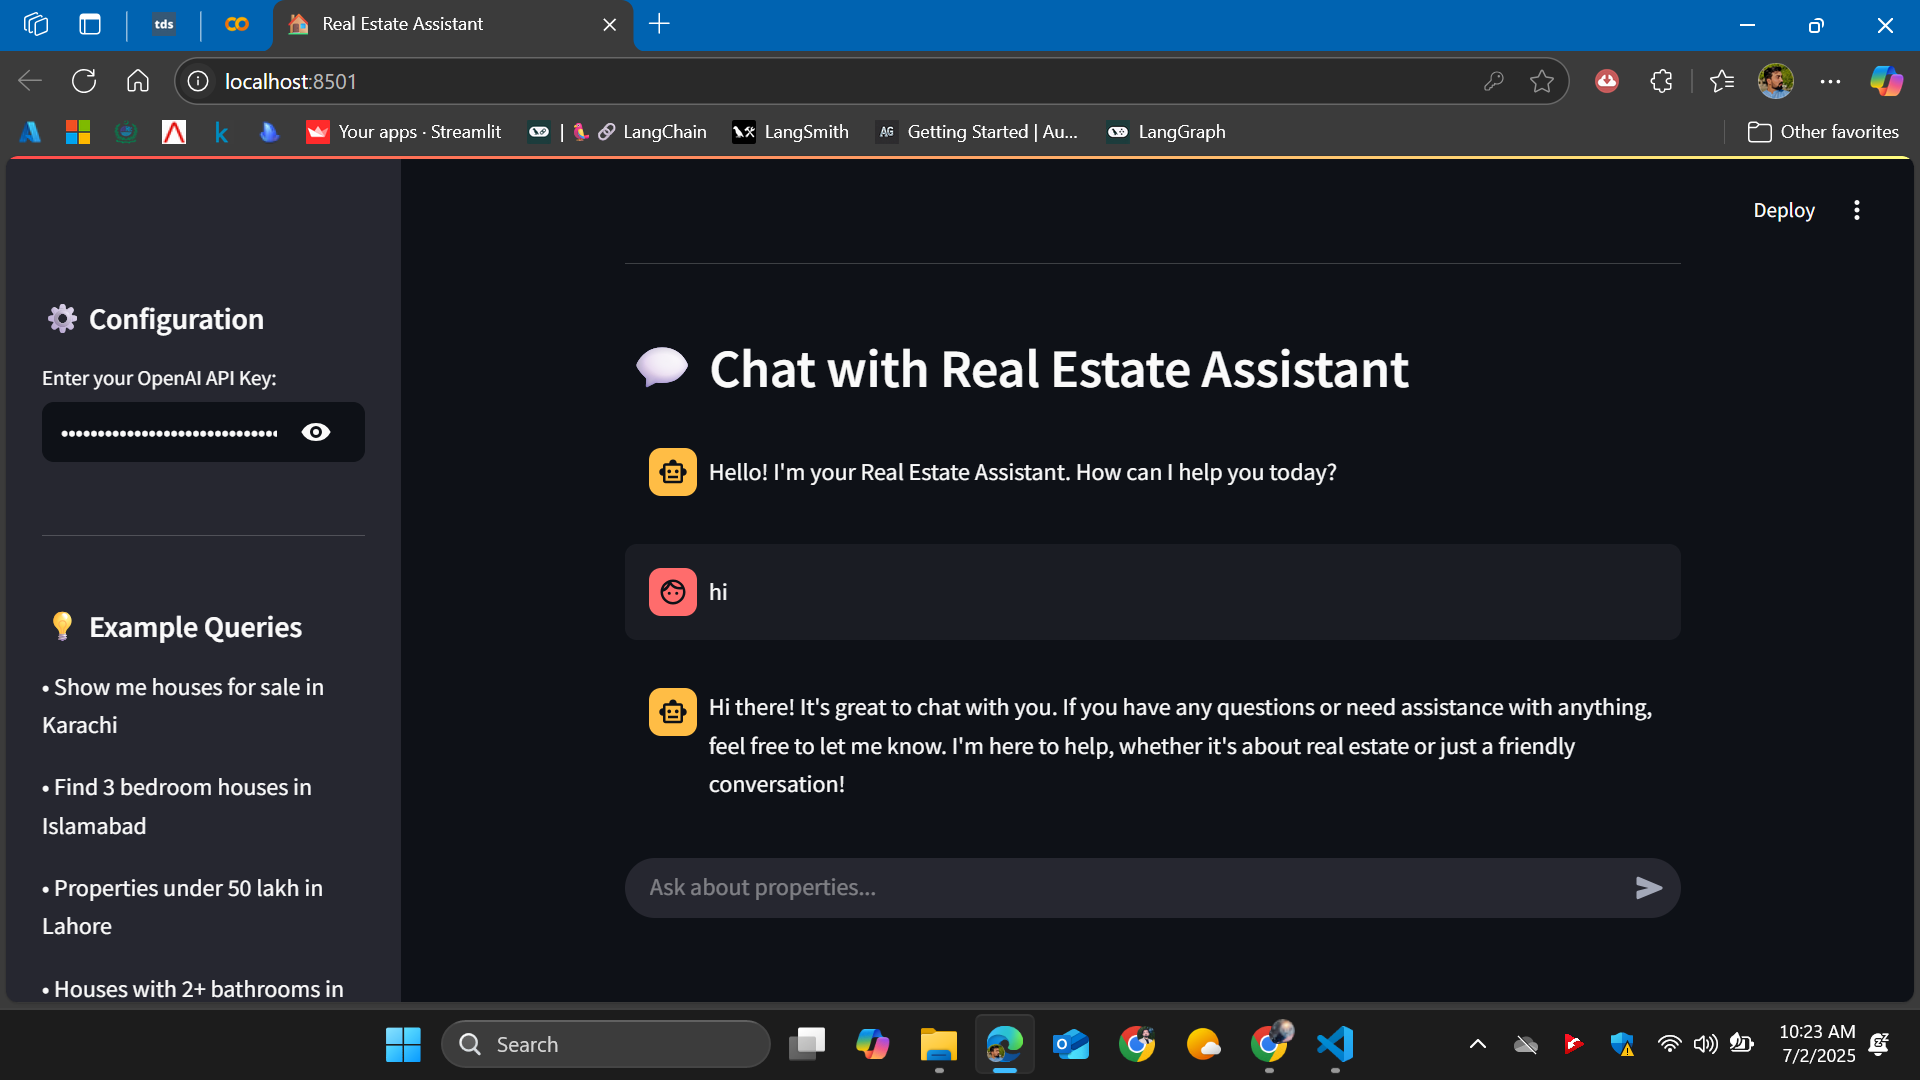 tds
Real Estate Assistant
localhost:8501
Your apps · Streamlit
| 🦜🔗 LangChain
LangSmith
AG
Getting Started | Au...
LangGraph
Other favorites
Deploy
Configuration
Enter your OpenAI API Key:
Example Queries
• Show me houses for sale in
Karachi
• Find 3 bedroom houses in
Islamabad
• Properties under 50 lakh in
Lahore
• Houses with 2+ bathrooms in
Chat with Real Estate Assistant
Hello! I'm your Real Estate Assistant. How can I help you today?
hi
Hi there! It's great to chat with you. If you have any questions or need assistance with anything,
feel free to let me know. I'm here to help, whether it's about real estate or just a friendly
conversation!
Ask about properties...
Search
10:23 AM
7/2/2025